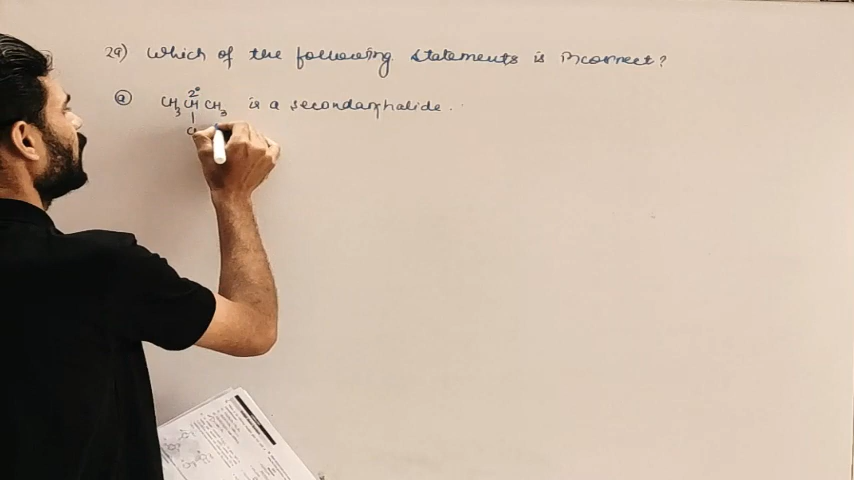 29) Which of the following statements is incorrect?
2°
ⓐ CH₃ CH CH₃ is a secondary halide.
|